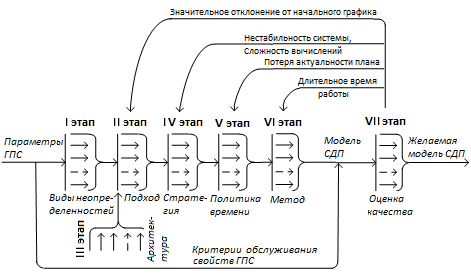 Значительное отклонение от начального графика
Нестабильность системы,
Сложность вычислений
Потеря актуальности плана
Длительное время
работы
I этап
II этап
IV этап
V этап
VI этап
VII этап
Параметры
ГПС
Модель
СДП
Желаемая
модель СДП
Виды неопре-
деленностей
Подход
Страте-
гия
Политика
времени
Метод
Оценка
качества
III этап
Архитек-
тура
Критерии обслуживания
свойств ГПС